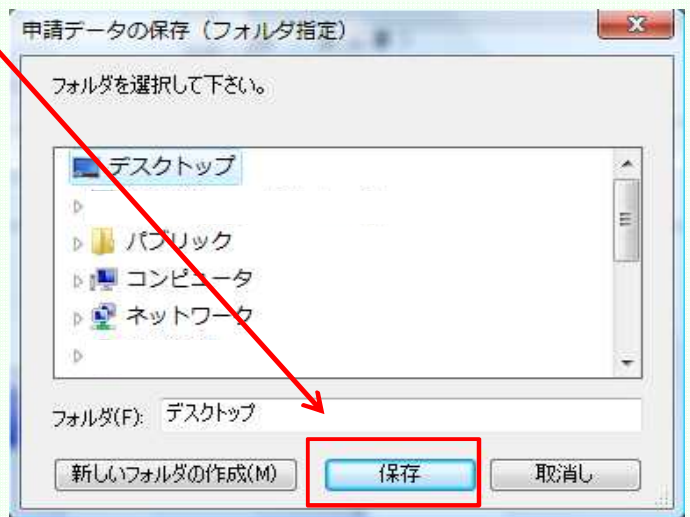 申請データの保存（フォルダ指定）
フォルダを選択して下さい。
デスクトップ
パブリック
コンピュータ
ネットワーク
フォルダ(F): デスクトップ
新しいフォルダの作成(M) 保存 取消し